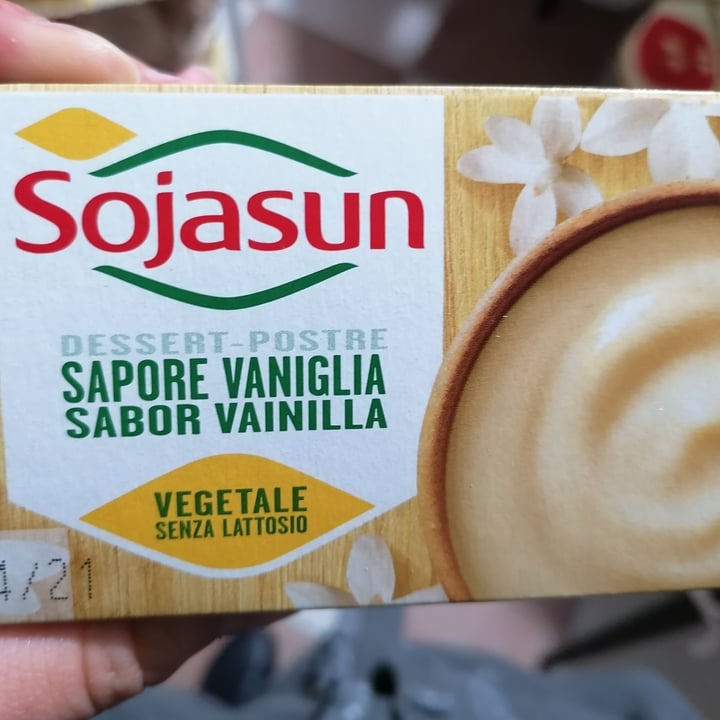 Sojasun
DESSERT-POSTRE
SAPORE VANIGLIA
SABOR VAINILLA
VEGETALE
SENZA LATTOSIO